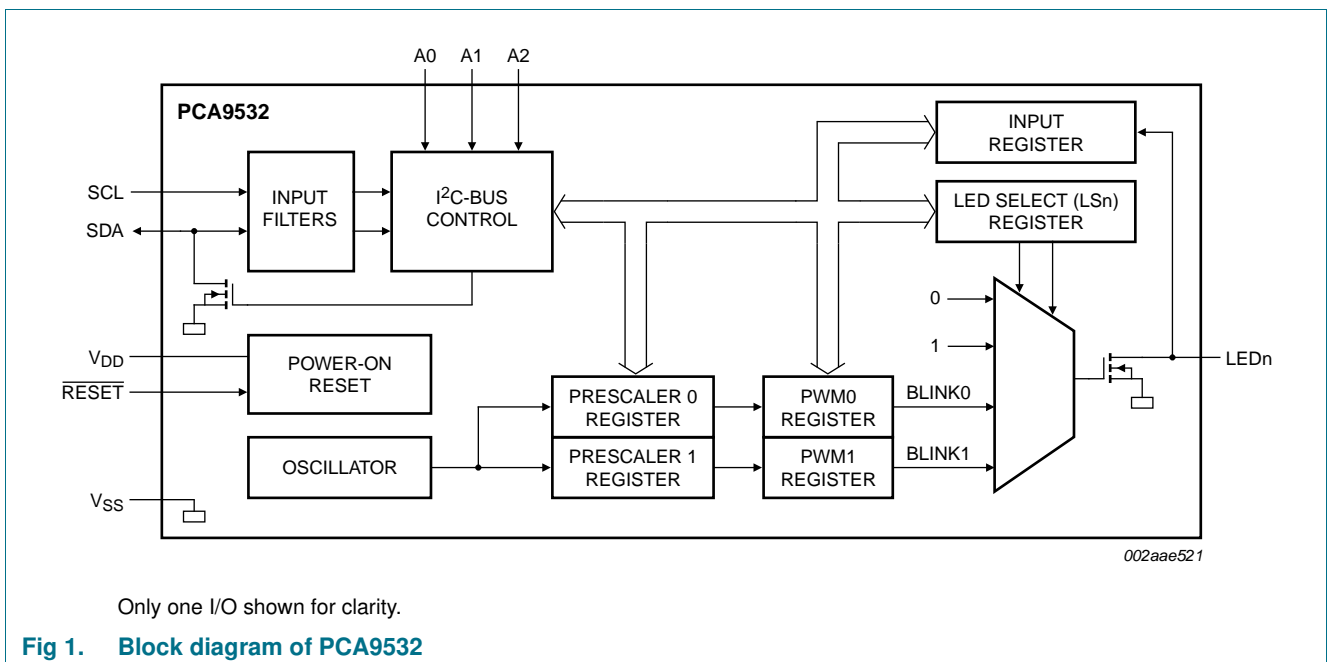 A0 A1 A2
PCA9532
INPUT
REGISTER
SCL
SDA
INPUT
FILTERS
I²C-BUS
CONTROL
LED SELECT (LSn)
REGISTER
0
1
VDD
RESET
POWER-ON
RESET
LEDn
PRESCALER 0
REGISTER
PWM0
REGISTER
BLINK0
OSCILLATOR
PRESCALER 1
REGISTER
PWM1
REGISTER
BLINK1
VSS
002aae521
Only one I/O shown for clarity.
Fig 1. Block diagram of PCA9532